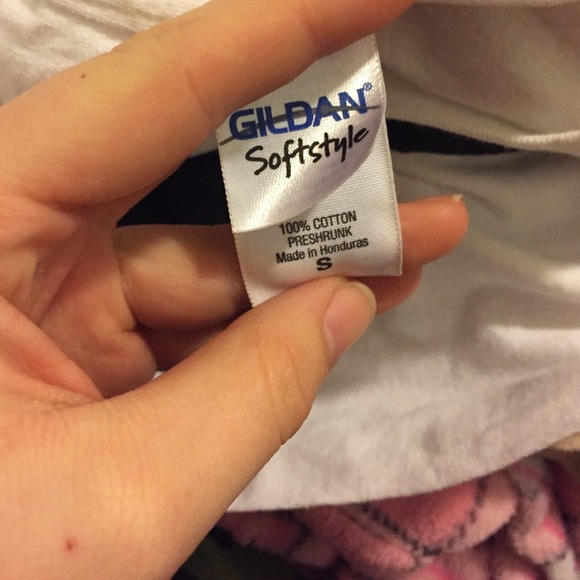 GILDAN®
Softstyle
100% COTTON
PRESHRUNK
Made in Honduras
S